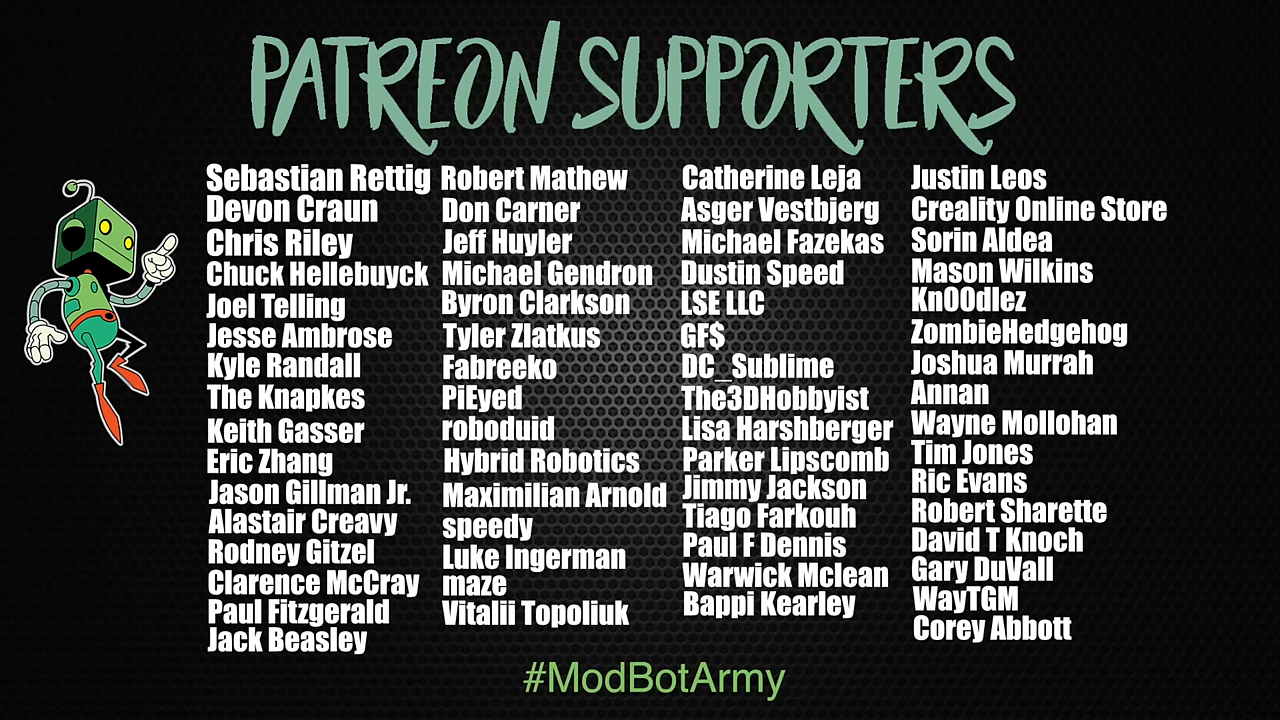 PATREON SUPPORTERS
Sebastian Rettig
Devon Craun
Chris Riley
Chuck Hellebuyck
Joel Telling
Jesse Ambrose
Kyle Randall
The Knapkes
Keith Gasser
Eric Zhang
Jason Gillman Jr.
Alastair Creavy
Rodney Gitzel
Clarence McCray
Paul Fitzgerald
Jack Beasley
Robert Mathew
Don Carner
Jeff Huyler
Michael Gendron
Byron Clarkson
Tyler Zlatkus
Fabreeko
PiEyed
roboduid
Hybrid Robotics
Maximilian Arnold
speedy
Luke Ingerman
maze
Vitalii Topoliuk
Catherine Leja
Asger Vestbjerg
Michael Fazekas
Dustin Speed
LSE LLC
GF$
DC_Sublime
The3DHobbyist
Lisa Harshberger
Parker Lipscomb
Jimmy Jackson
Tiago Farkouh
Paul F Dennis
Warwick Mclean
Bappi Kearley
Justin Leos
Creality Online Store
Sorin Aldea
Mason Wilkins
Kn00dlez
ZombieHedgehog
Joshua Murrah
Annan
Wayne Mollohan
Tim Jones
Ric Evans
Robert Sharette
David T Knoch
Gary DuVall
WayTGM
Corey Abbott
#ModBotArmy